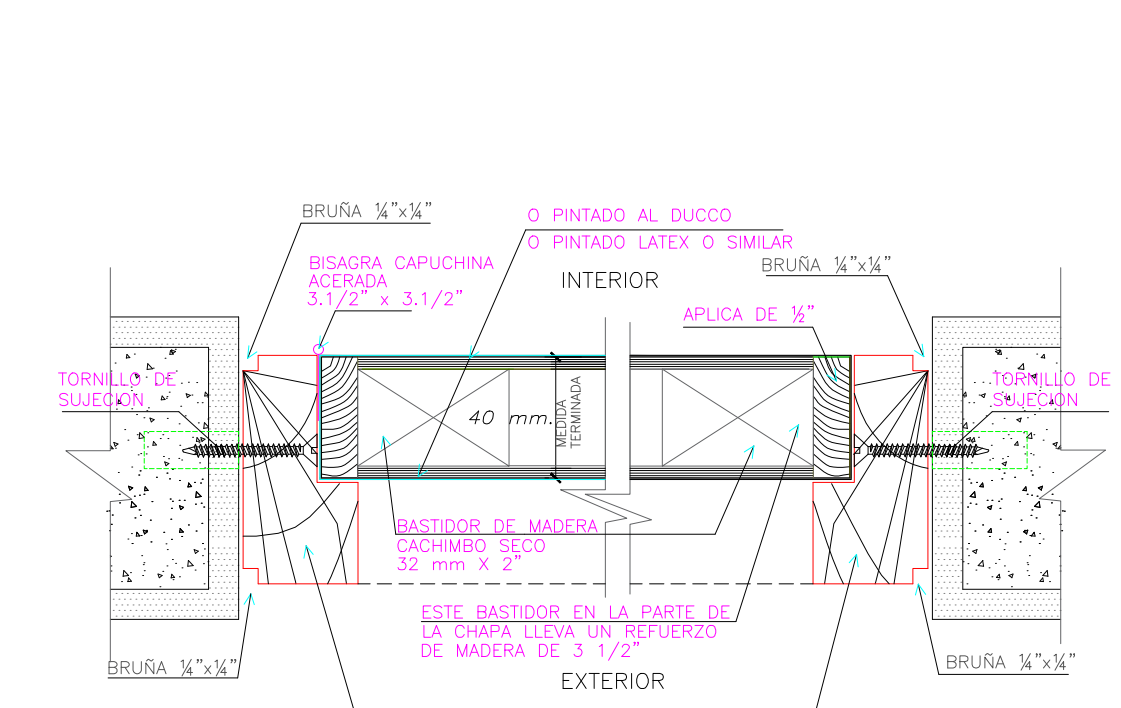 BRUÑA ¼"x¼"
O PINTADO AL DUCCO
O PINTADO LATEX O SIMILAR
BISAGRA CAPUCHINA
ACERADA
3.1/2" x 3.1/2"
INTERIOR
BRUÑA ¼"x¼"
APLICA DE ½"
TORNILLO DE
SUJECION
40 mm.
MEDIDA
TERMINADA
TORNILLO DE
SUJECION
BASTIDOR DE MADERA
CACHIMBO SECO
32 mm X 2"
ESTE BASTIDOR EN LA PARTE DE
LA CHAPA LLEVA UN REFUERZO
DE MADERA DE 3 1/2"
BRUÑA ¼"x¼"
EXTERIOR
BRUÑA ¼"x¼"